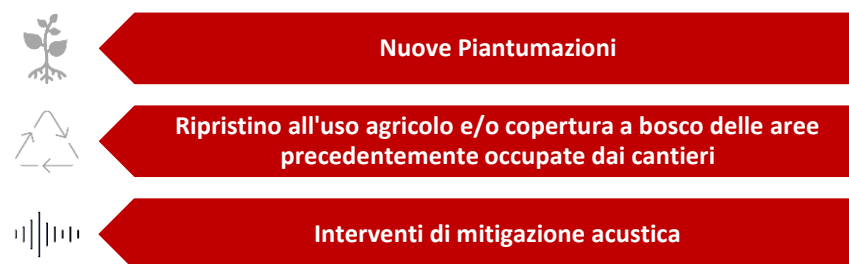 Nuove Piantumazioni
Ripristino all'uso agricolo e/o copertura a bosco delle aree
precedentemente occupate dai cantieri
Interventi di mitigazione acustica